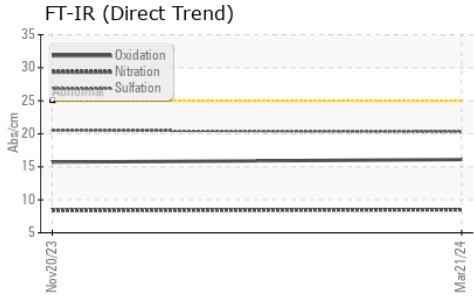 FT-IR (Direct Trend)
35
30
25
20
15
10
5
Abs/cm
Oxidation
Nitration
Sulfation
Abnormal
Nov20/23
Mar21/24